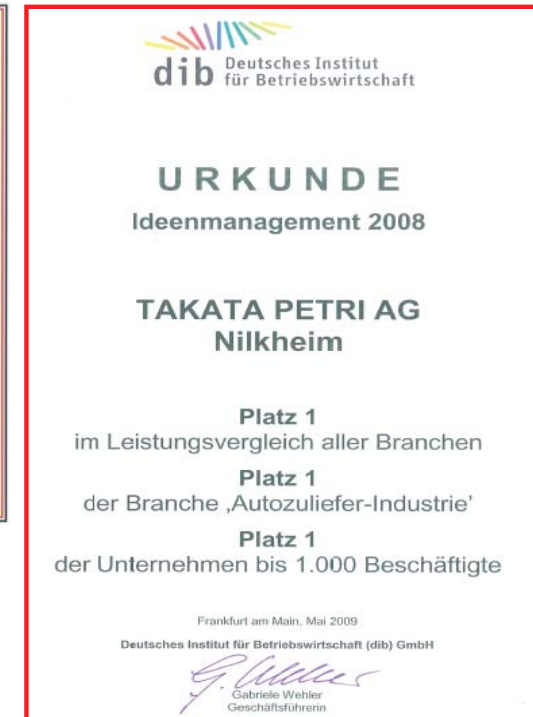 dib Deutsches Institut
für Betriebswirtschaft
URKUNDE
Ideenmanagement 2008
TAKATA PETRI AG
Nilkheim
Platz 1
im Leistungsvergleich aller Branchen
Platz 1
der Branche ‚Autozuliefer-Industrie'
Platz 1
der Unternehmen bis 1.000 Beschäftigte
Frankfurt am Main, Mai 2009
Deutsches Institut für Betriebswirtschaft (dib) GmbH
G. Wehler
Gabriele Wehler
Geschäftsführerin